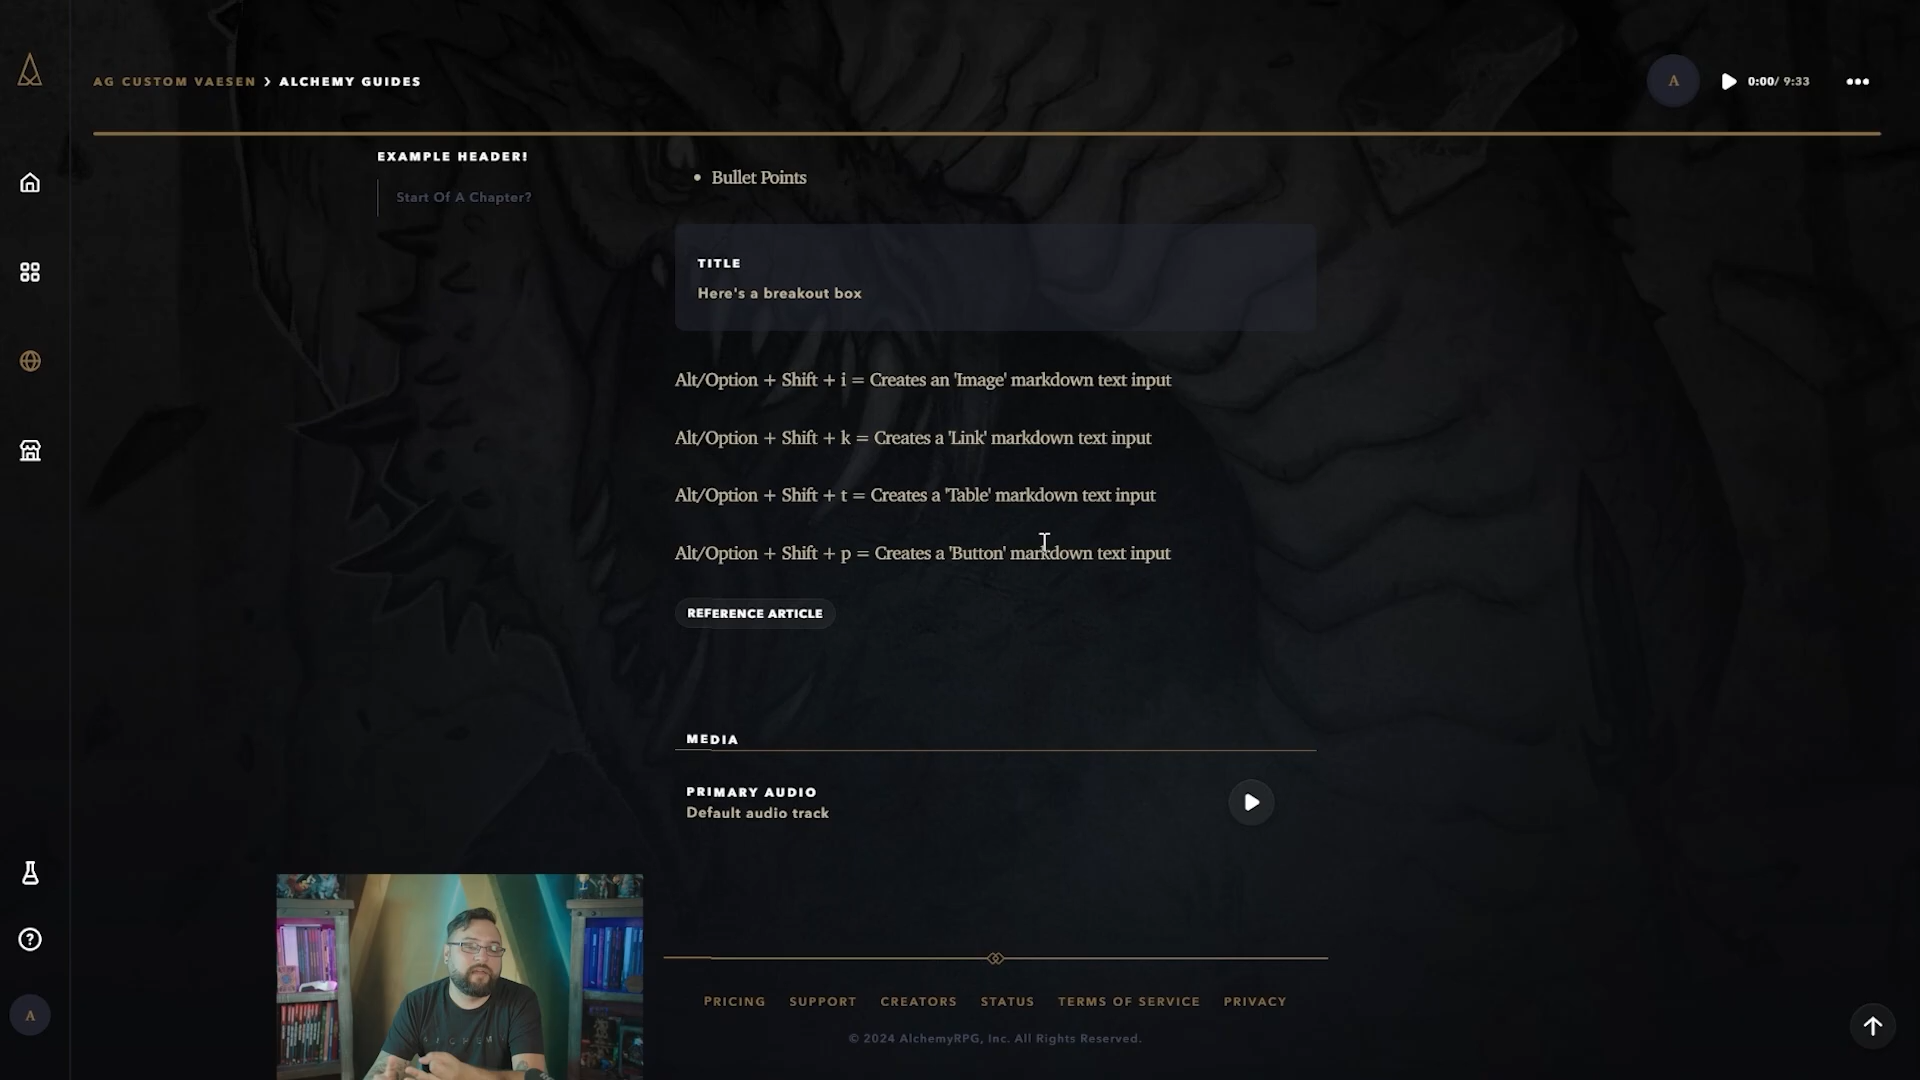 AG CUSTOM VAESEN > ALCHEMY GUIDES
A
0:00/ 9:33
EXAMPLE HEADER!
Start Of A Chapter?
• Bullet Points
TITLE
Here's a breakout box
Alt/Option + Shift + i = Creates an 'Image' markdown text input
Alt/Option + Shift + k = Creates a 'Link' markdown text input
Alt/Option + Shift + t = Creates a 'Table' markdown text input
Alt/Option + Shift + p = Creates a 'Button' markdown text input
REFERENCE ARTICLE
MEDIA
PRIMARY AUDIO
Default audio track
PRICING SUPPORT CREATORS STATUS TERMS OF SERVICE PRIVACY
© 2024 AlchemyRPG, Inc. All Rights Reserved.
A